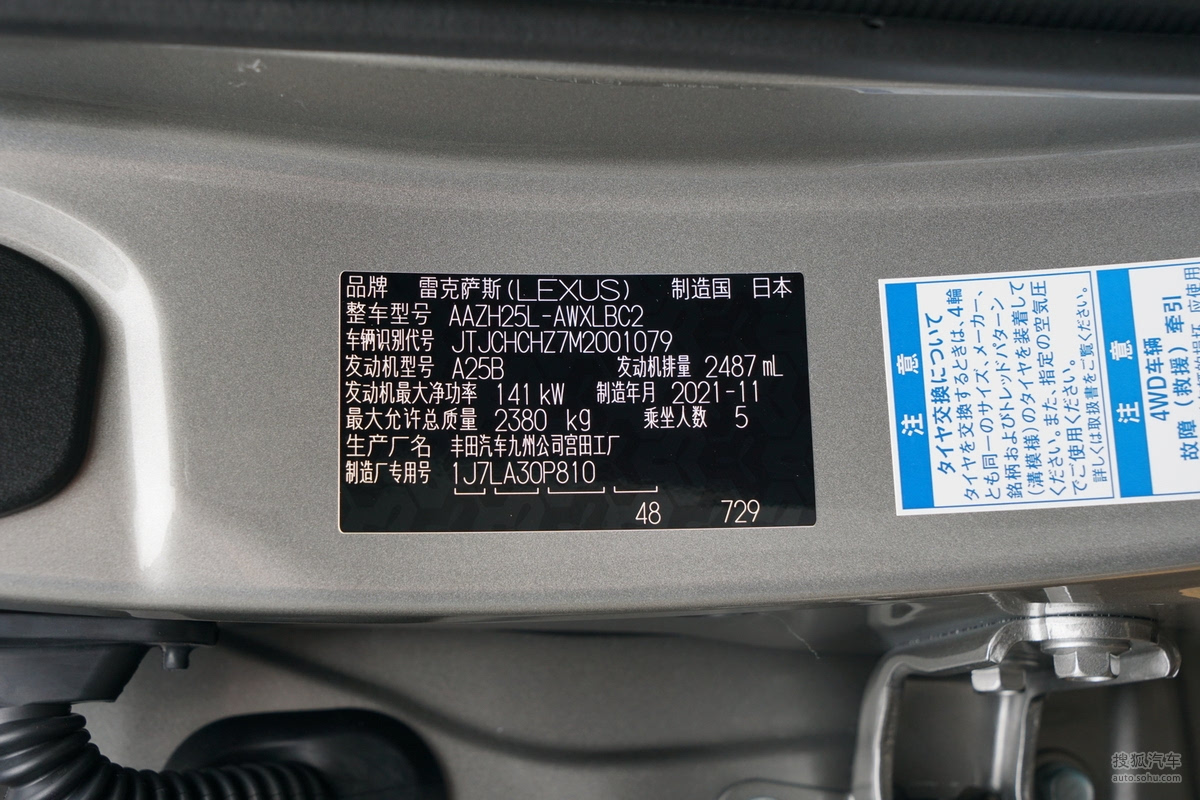 品牌 雷克萨斯(LEXUS) 制造国 日本
整车型号 AAZH25L-AWXLBC2
车辆识别代号 JTJCHCHZ7M2001079
发动机型号 A25B 发动机排量 2487 mL
发动机最大净功率 141 kW 制造年月 2021-11
最大允许总质量 2380 kg 乘坐人数 5
生产厂名 丰田汽车九州公司宫田工厂
制造厂专用号 1J7LA30P810
48 729
注 意
タイヤ交換について
タイヤを交換するときは、4輪
とも同一のサイズ、メーカー、
銘柄およびトレッドパターン
(溝模様)のタイヤを装着して
ください。また、指定の空気圧
でご使用ください。
詳しくは取扱書をご覧ください。
注 意
4WD車輌
故障(救援)牽引
搜狐汽车
auto.sohu.com